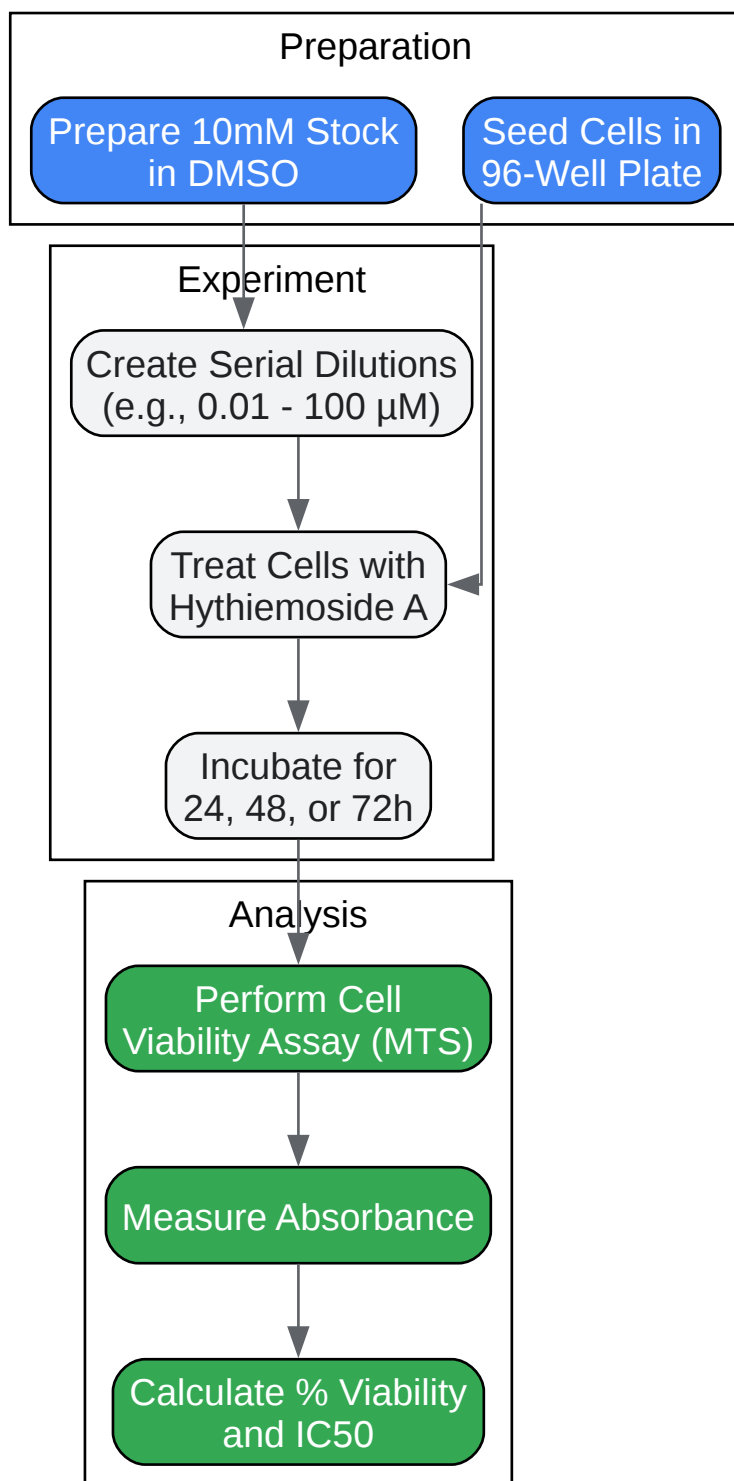 Preparation
Prepare 10mM Stock
in DMSO
Seed Cells in
96-Well Plate
Experiment
Create Serial Dilutions
(e.g., 0.01 - 100 µM)
Treat Cells with
Hythiemoside A
Incubate for
24, 48, or 72h
Analysis
Perform Cell
Viability Assay (MTS)
Measure Absorbance
Calculate % Viability
and IC50